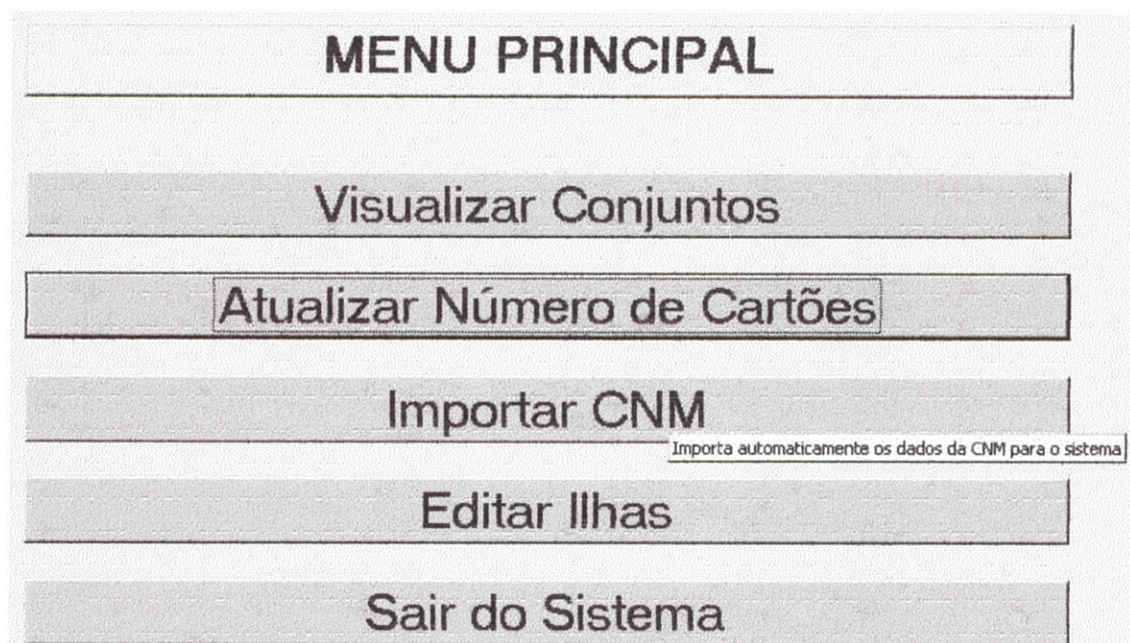 MENU PRINCIPAL
Visualizar Conjuntos
Atualizar Número de Cartões
Importar CNM
Importa automaticamente os dados da CNM para o sistema
Editar Ilhas
Sair do Sistema